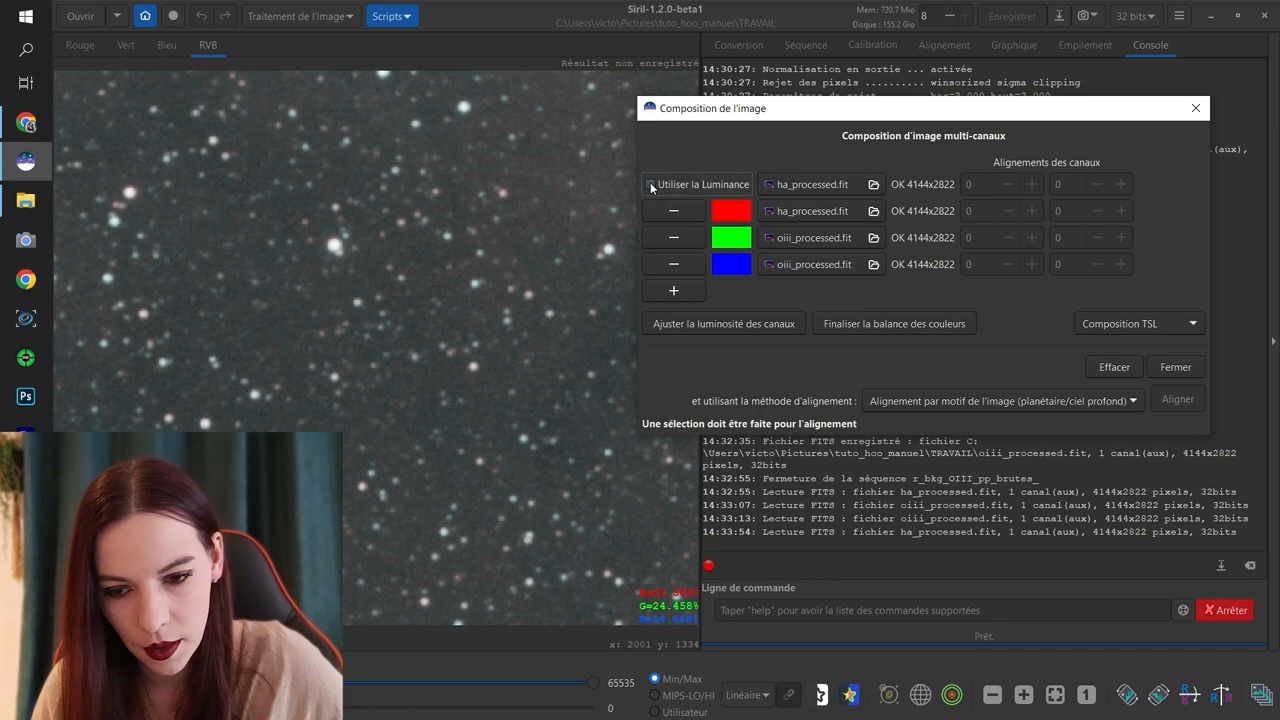 Ouvrir
Traitement de l'image
Scripts
Siril-1.2.0-beta1
C:\Users\victo\Pictures\tuto_hoo_manuel\TRAVAIL
Mem : 720.7 Mio
Disque : 155.2 Gio
8
Enregistrer
32 bits
Rouge
Vert
Bleu
RVB
Conversion
Séquence
Calibration
Alignement
Graphique
Empilement
Console
Résultat non enregistré
14:30:27: Normalisation en sortie ... activée
14:30:27: Rejet des pixels .......... winsorized sigma clipping
Composition de l'image
Composition d'image multi-canaux
Alignements des canaux
Utiliser la Luminance
ha_processed.fit
OK 4144x2822
0
0
ha_processed.fit
OK 4144x2822
0
0
oiii_processed.fit
OK 4144x2822
0
0
oiii_processed.fit
OK 4144x2822
0
0
Ajuster la luminosité des canaux
Finaliser la balance des couleurs
Composition TSL
Effacer
Fermer
et utilisant la méthode d'alignement :
Alignement par motif de l'image (planétaire/ciel profond)
Aligner
Une sélection doit être faite pour l'alignement
14:32:35: Fichier FITS enregistré : fichier C:
\Users\victo\Pictures\tuto_hoo_manuel\TRAVAIL\oiii_processed.fit, 1 canal(aux), 4144x2822
pixels, 32bits
14:32:55: Fermeture de la séquence r_bkg_OIII_pp_brutes_
14:32:55: Lecture FITS : fichier ha_processed.fit, 1 canal(aux), 4144x2822 pixels, 32bits
14:33:07: Lecture FITS : fichier oiii_processed.fit, 1 canal(aux), 4144x2822 pixels, 32bits
14:33:13: Lecture FITS : fichier oiii_processed.fit, 1 canal(aux), 4144x2822 pixels, 32bits
14:33:54: Lecture FITS : fichier ha_processed.fit, 1 canal(aux), 4144x2822 pixels, 32bits
Ligne de commande
Taper "help" pour avoir la liste des commandes supportées
Arrêter
Prêt.
G=24.458%
x: 2001 y: 1334
65535
0
Min/Max
MIPS-LO/HI
Utilisateur
Linéaire
1
Ps